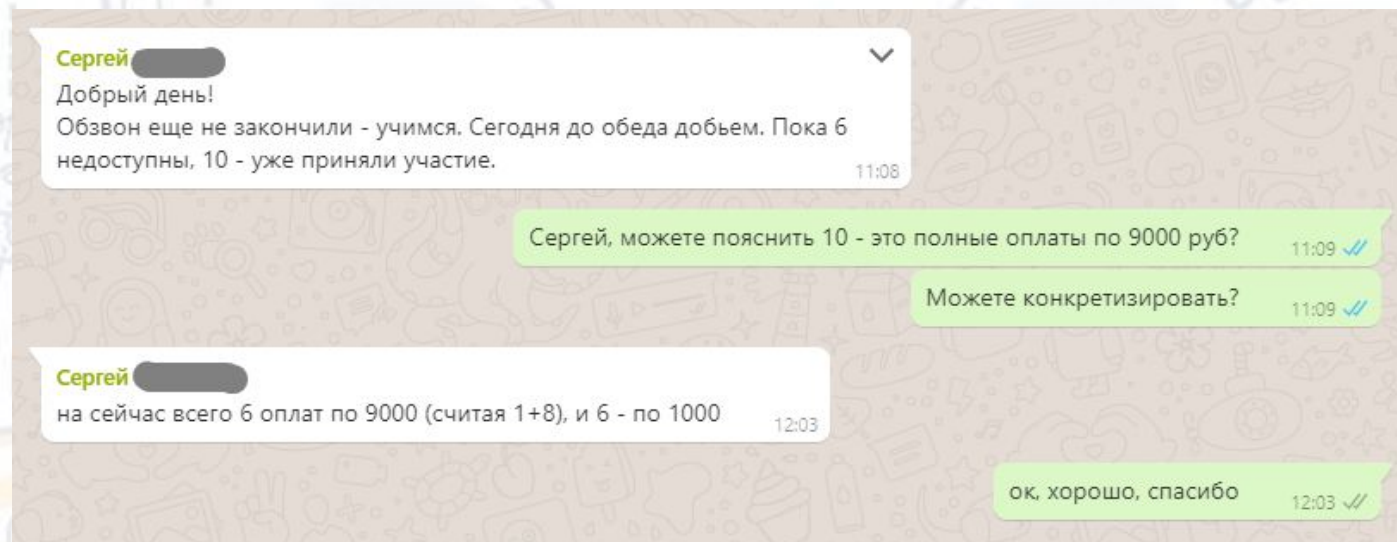 Сергей
Добрый день!
Обзвон еще не закончили - учимся. Сегодня до обеда добьем. Пока 6
недоступны, 10 - уже приняли участие.
11:08
Сергей, можете пояснить 10 - это полные оплаты по 9000 руб?
11:09
Можете конкретизировать?
11:09
Сергей
на сейчас всего 6 оплат по 9000 (считая 1+8), и 6 - по 1000
12:03
ок, хорошо, спасибо
12:03